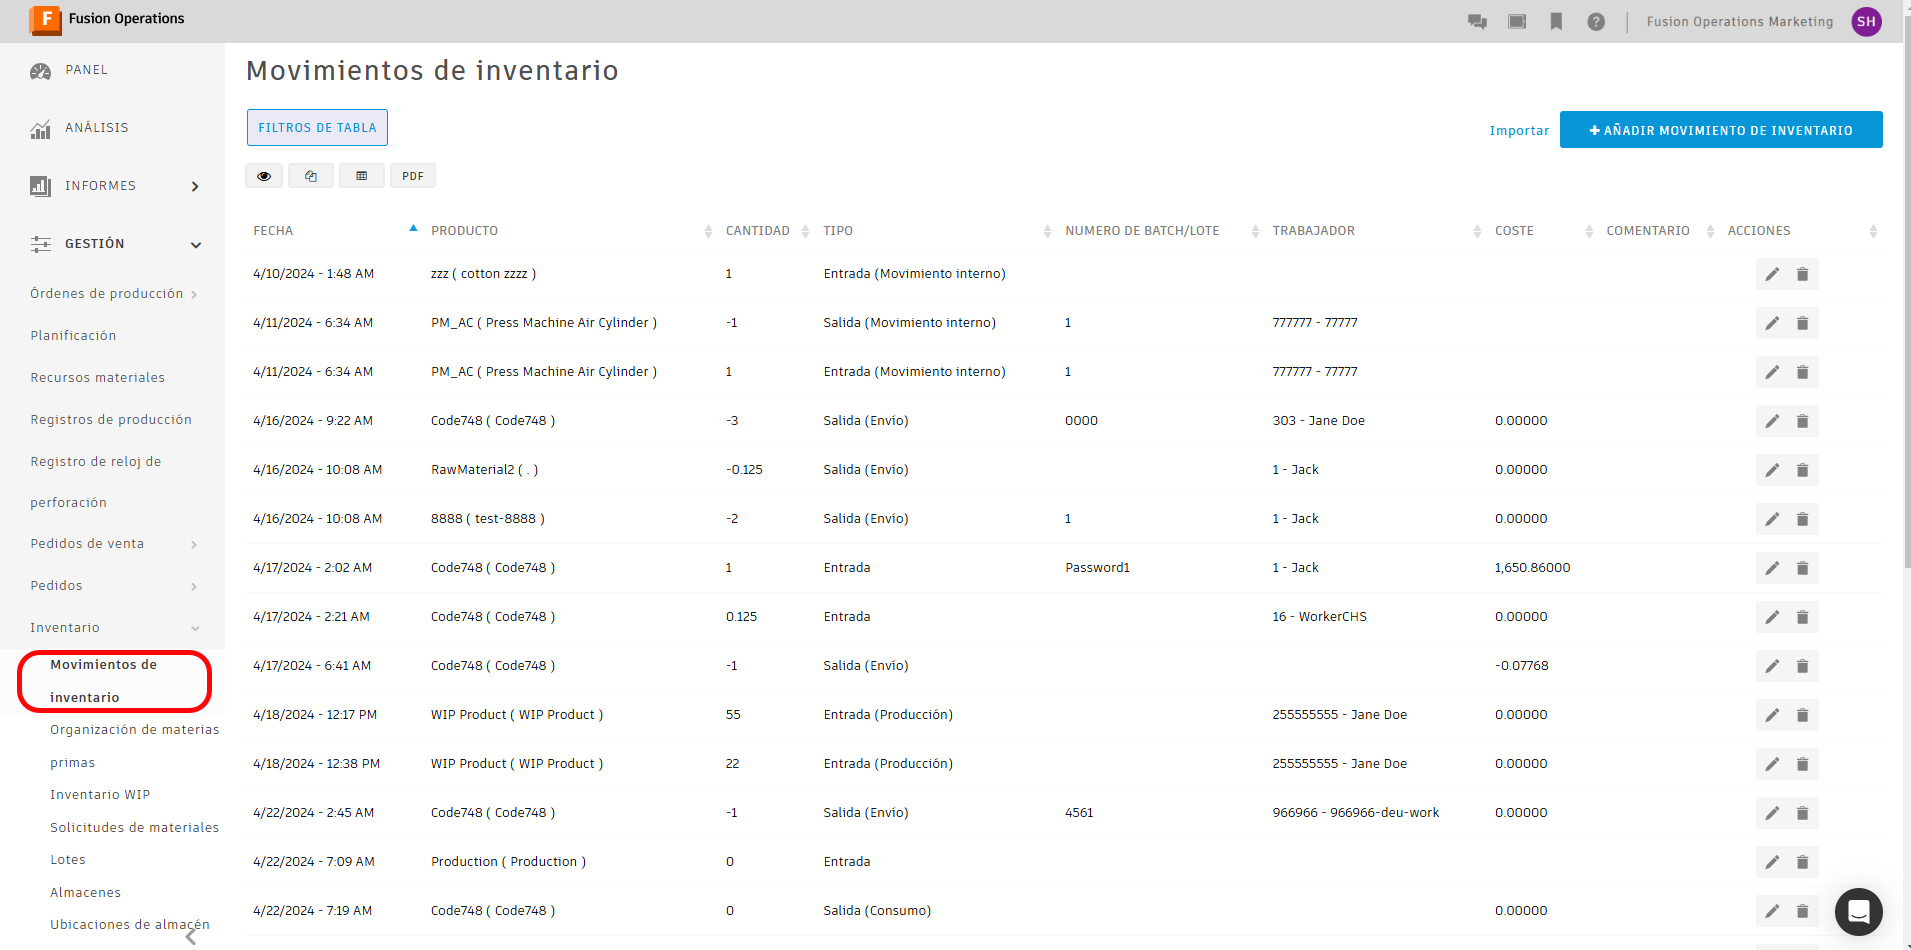 Fusion Operations
Fusion Operations Marketing
SH
PANEL
ANÁLISIS
INFORMES
GESTIÓN
Órdenes de producción
Planificación
Recursos materiales
Registros de producción
Registro de reloj de
perforación
Pedidos de venta
Pedidos
Inventario
Movimientos de
inventario
Organización de materias
primas
Inventario WIP
Solicitudes de materiales
Lotes
Almacenes
Ubicaciones de almacén
Movimientos de inventario
FILTROS DE TABLA
Importar
+ AÑADIR MOVIMIENTO DE INVENTARIO
PDF
FECHA PRODUCTO CANTIDAD TIPO NUMERO DE BATCH/LOTE TRABAJADOR COSTE COMENTARIO ACCIONES
4/10/2024 - 1:48 AM zzz ( cotton zzzz ) 1 Entrada (Movimiento interno)
4/11/2024 - 6:34 AM PM_AC ( Press Machine Air Cylinder ) -1 Salida (Movimiento interno) 1 777777 - 77777
4/11/2024 - 6:34 AM PM_AC ( Press Machine Air Cylinder ) 1 Entrada (Movimiento interno) 1 777777 - 77777
4/16/2024 - 9:22 AM Code748 ( Code748 ) -3 Salida (Envío) 0000 303 - Jane Doe 0.00000
4/16/2024 - 10:08 AM RawMaterial2 ( . ) -0.125 Salida (Envío) 1 - Jack 0.00000
4/16/2024 - 10:08 AM 8888 ( test-8888 ) -2 Salida (Envío) 1 1 - Jack 0.00000
4/17/2024 - 2:02 AM Code748 ( Code748 ) 1 Entrada Password1 1 - Jack 1,650.86000
4/17/2024 - 2:21 AM Code748 ( Code748 ) 0.125 Entrada 16 - WorkerCHS 0.00000
4/17/2024 - 6:41 AM Code748 ( Code748 ) -1 Salida (Envío) -0.07768
4/18/2024 - 12:17 PM WIP Product ( WIP Product ) 55 Entrada (Producción) 255555555 - Jane Doe 0.00000
4/18/2024 - 12:38 PM WIP Product ( WIP Product ) 22 Entrada (Producción) 255555555 - Jane Doe 0.00000
4/22/2024 - 2:45 AM Code748 ( Code748 ) -1 Salida (Envío) 4561 966966 - 966966-deu-work 0.00000
4/22/2024 - 7:09 AM Production ( Production ) 0 Entrada
4/22/2024 - 7:19 AM Code748 ( Code748 ) 0 Salida (Consumo) 0.00000